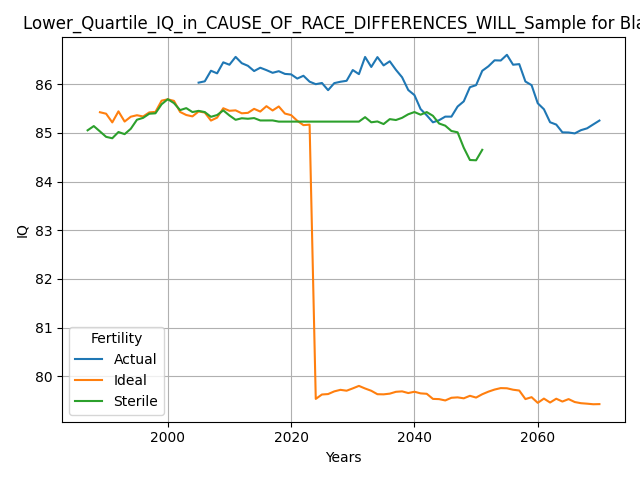 Lower_Quartile_IQ_in_CAUSE_OF_RACE_DIFFERENCES_WILL_Sample for Bla
IQ
86
85
84
83
82
81
80
Fertility
Actual
Ideal
Sterile
2000 2020 2040 2060
Years